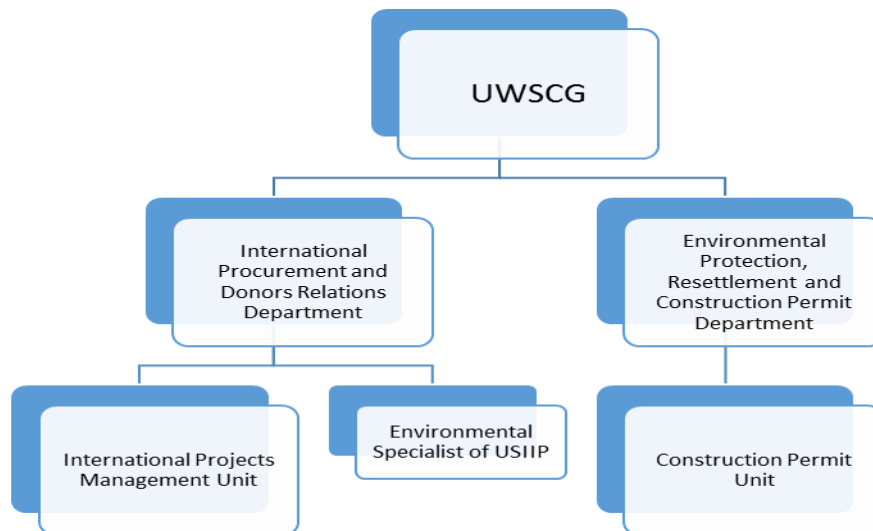 UWSCG
International
Procurement and
Donors Relations
Department
Environmental
Protection,
Resettlement and
Construction Permit
Department
International Projects
Management Unit
Environmental
Specialist of USIIP
Construction Permit
Unit